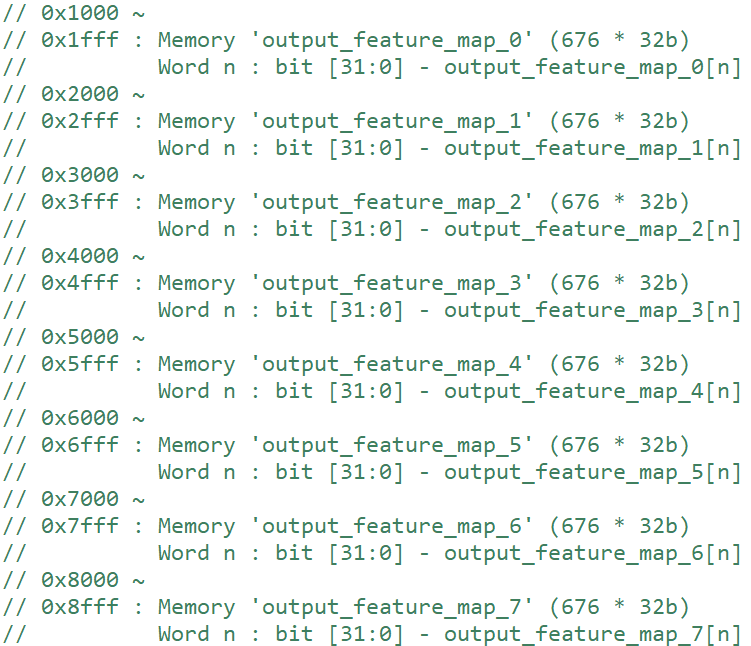 // 0x1000 ~
// 0x1fff : Memory 'output_feature_map_0' (676 * 32b)
//          Word n : bit [31:0] - output_feature_map_0[n]
// 0x2000 ~
// 0x2fff : Memory 'output_feature_map_1' (676 * 32b)
//          Word n : bit [31:0] - output_feature_map_1[n]
// 0x3000 ~
// 0x3fff : Memory 'output_feature_map_2' (676 * 32b)
//          Word n : bit [31:0] - output_feature_map_2[n]
// 0x4000 ~
// 0x4fff : Memory 'output_feature_map_3' (676 * 32b)
//          Word n : bit [31:0] - output_feature_map_3[n]
// 0x5000 ~
// 0x5fff : Memory 'output_feature_map_4' (676 * 32b)
//          Word n : bit [31:0] - output_feature_map_4[n]
// 0x6000 ~
// 0x6fff : Memory 'output_feature_map_5' (676 * 32b)
//          Word n : bit [31:0] - output_feature_map_5[n]
// 0x7000 ~
// 0x7fff : Memory 'output_feature_map_6' (676 * 32b)
//          Word n : bit [31:0] - output_feature_map_6[n]
// 0x8000 ~
// 0x8fff : Memory 'output_feature_map_7' (676 * 32b)
//          Word n : bit [31:0] - output_feature_map_7[n]